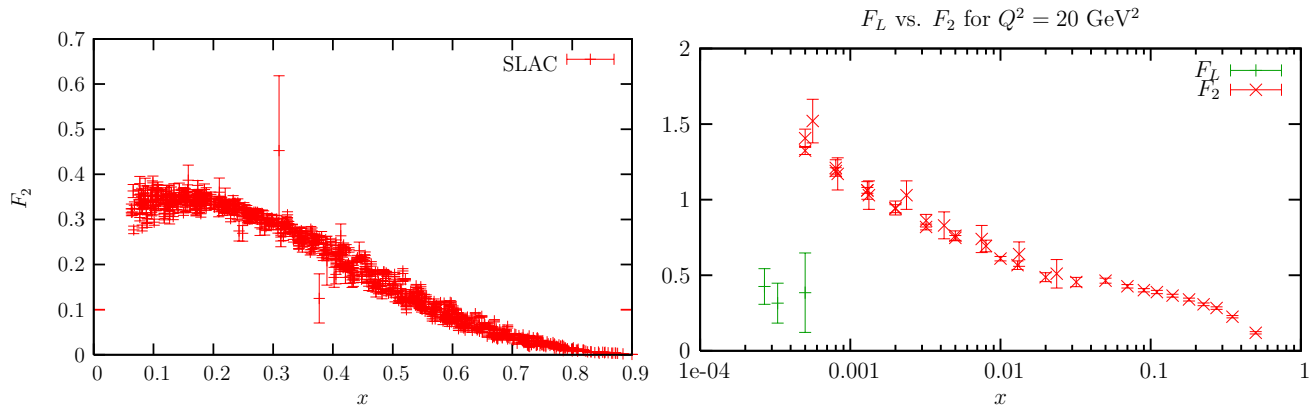 0.7
0.6
0.5
0.4
0.3
0.2
0.1
0
F₂
SLAC
0 0.1 0.2 0.3 0.4 0.5 0.6 0.7 0.8 0.9
x
F_L vs. F₂ for Q² = 20 GeV²
2
1.5
1
0.5
0
F_L
F₂
1e-04 0.001 0.01 0.1 1
x